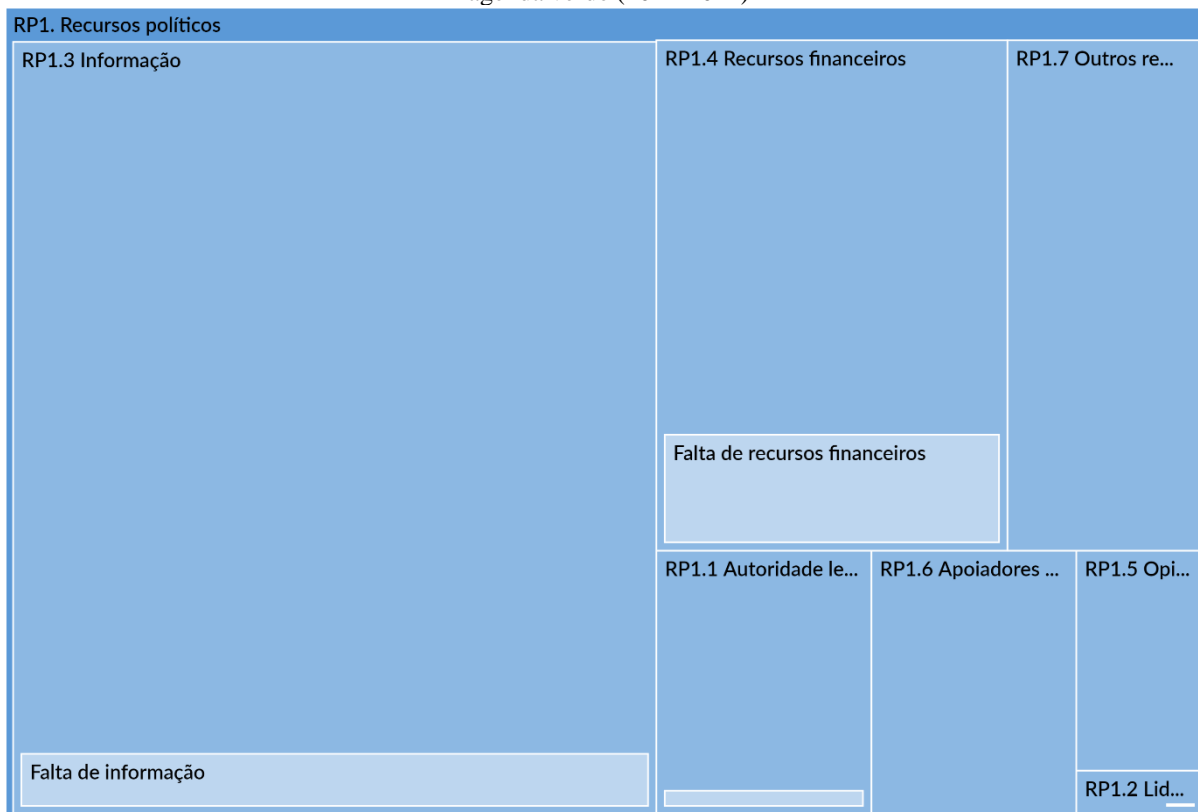 RP1. Recursos políticos
RP1.3 Informação
RP1.4 Recursos financeiros
RP1.7 Outros re...
Falta de recursos financeiros
RP1.1 Autoridade le...
RP1.6 Apoiadores ...
RP1.5 Opi...
Falta de informação
RP1.2 Lid...